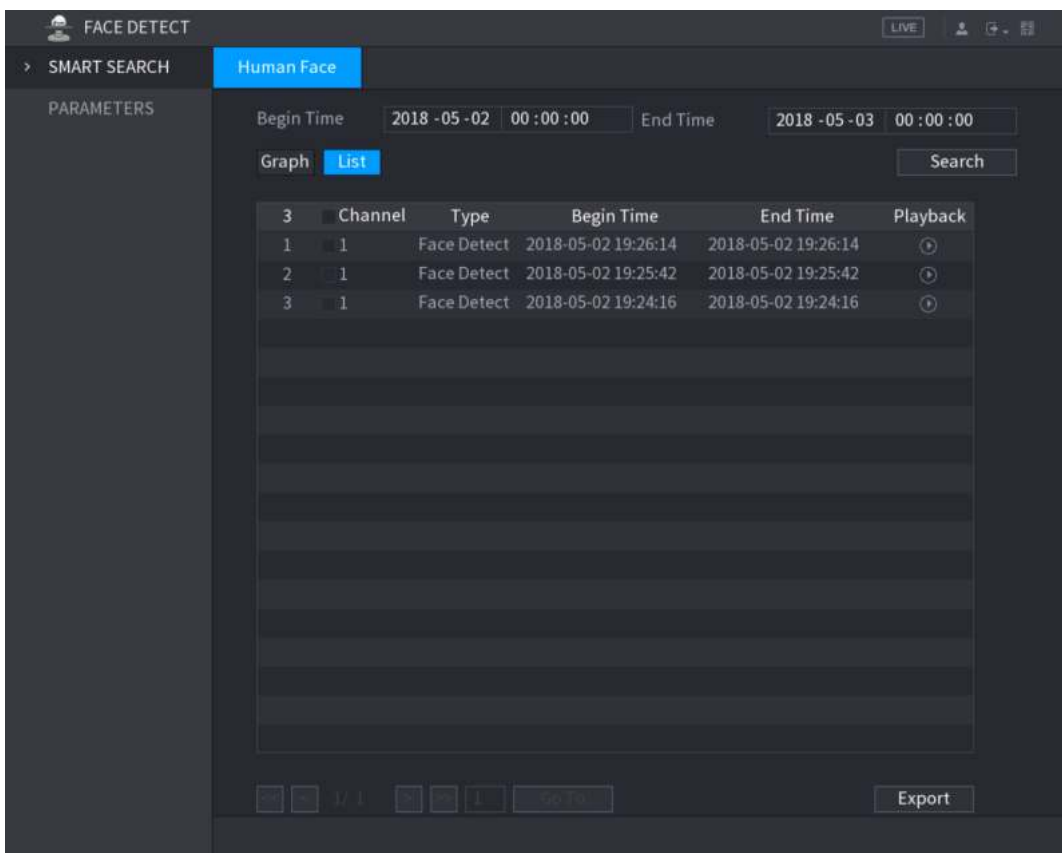 FACE DETECT LIVE
SMART SEARCH Human Face
PARAMETERS
Begin Time 2018 -05 -02 00 :00 :00 End Time 2018 -05 -03 00 :00 :00
Graph List Search
3 Channel Type Begin Time End Time Playback
1 1 Face Detect 2018-05-02 19:26:14 2018-05-02 19:26:14
2 1 Face Detect 2018-05-02 19:25:42 2018-05-02 19:25:42
3 1 Face Detect 2018-05-02 19:24:16 2018-05-02 19:24:16
<< < 1/ 1 > >> 1 Go To Export